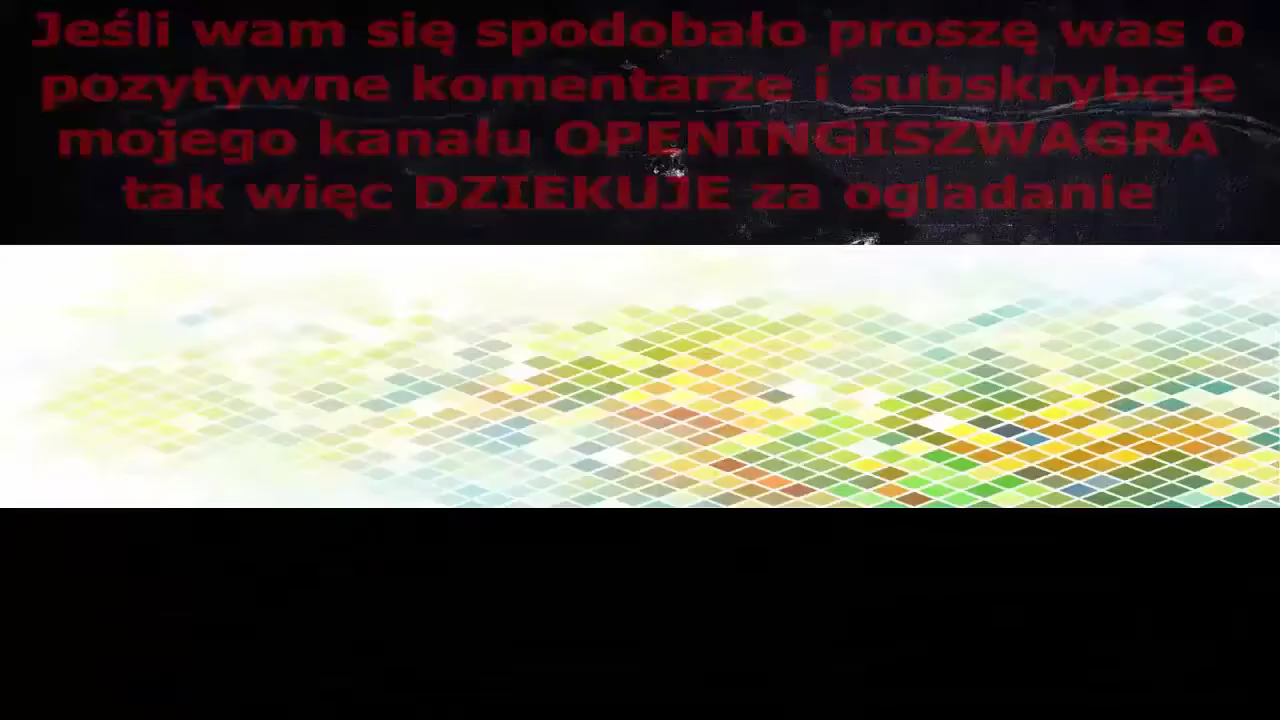 Jeśli wam się spodobało proszę was o
pozytywne komentarze i subskrybcje
mojego kanału OPENINGISZWAGRA
tak więc DZIEKUJE za ogladanie